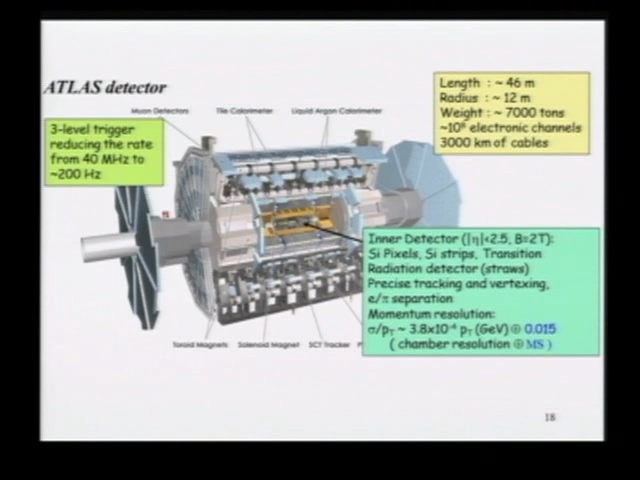 ATLAS detector
Length : ~ 46 m
Radius : ~ 12 m
Weight : ~ 7000 tons
~10⁸ electronic channels
3000 km of cables
Muon Detectors Tile Calorimeter Liquid Argon Calorimeter
3-level trigger
reducing the rate
from 40 MHz to
~200 Hz
Inner Detector (|η|<2.5, B=2T):
Si Pixels, Si strips, Transition
Radiation detector (straws)
Precise tracking and vertexing,
e/π separation
Momentum resolution:
σ/pT ~ 3.8x10⁻⁴ pT (GeV) ⊕ 0.015
( chamber resolution ⊕ MS )
Toroid Magnets Solenoid Magnet SCT Tracker
18